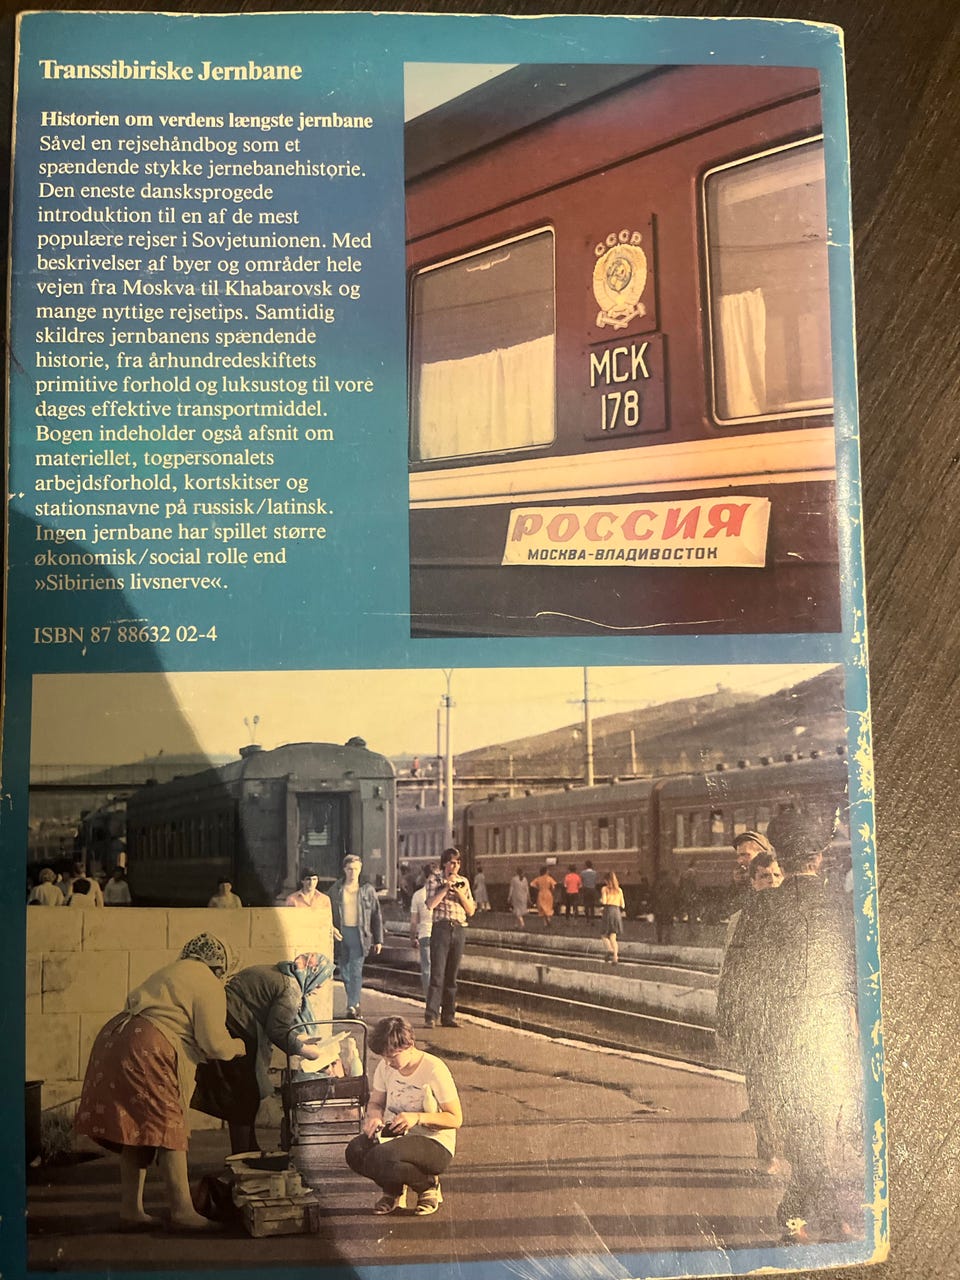 Transsibiriske Jernbane
Historien om verdens længste jernbane
Såvel en rejsehåndbog som et
spændende stykke jernebanehistorie.
Den eneste dansksprogede
introduktion til en af de mest
populære rejser i Sovjetunionen. Med
beskrivelser af byer og områder hele
vejen fra Moskva til Khabarovsk og
mange nyttige rejsetips. Samtidig
skildres jernbanens spændende
historie, fra århundredeskiftets
primitive forhold og luksustog til vore
dages effektive transportmiddel.
Bogen indeholder også afsnit om
materiellet, togpersonalets
arbejdsforhold, kortskitser og
stationsnavne på russisk/latinsk.
Ingen jernbane har spillet større
økonomisk/social rolle end
»Sibiriens livsnerve«.
ISBN 87 88632 02-4
СССР
МСК
178
РОССИЯ
МОСКВА-ВЛАДИВОСТОК